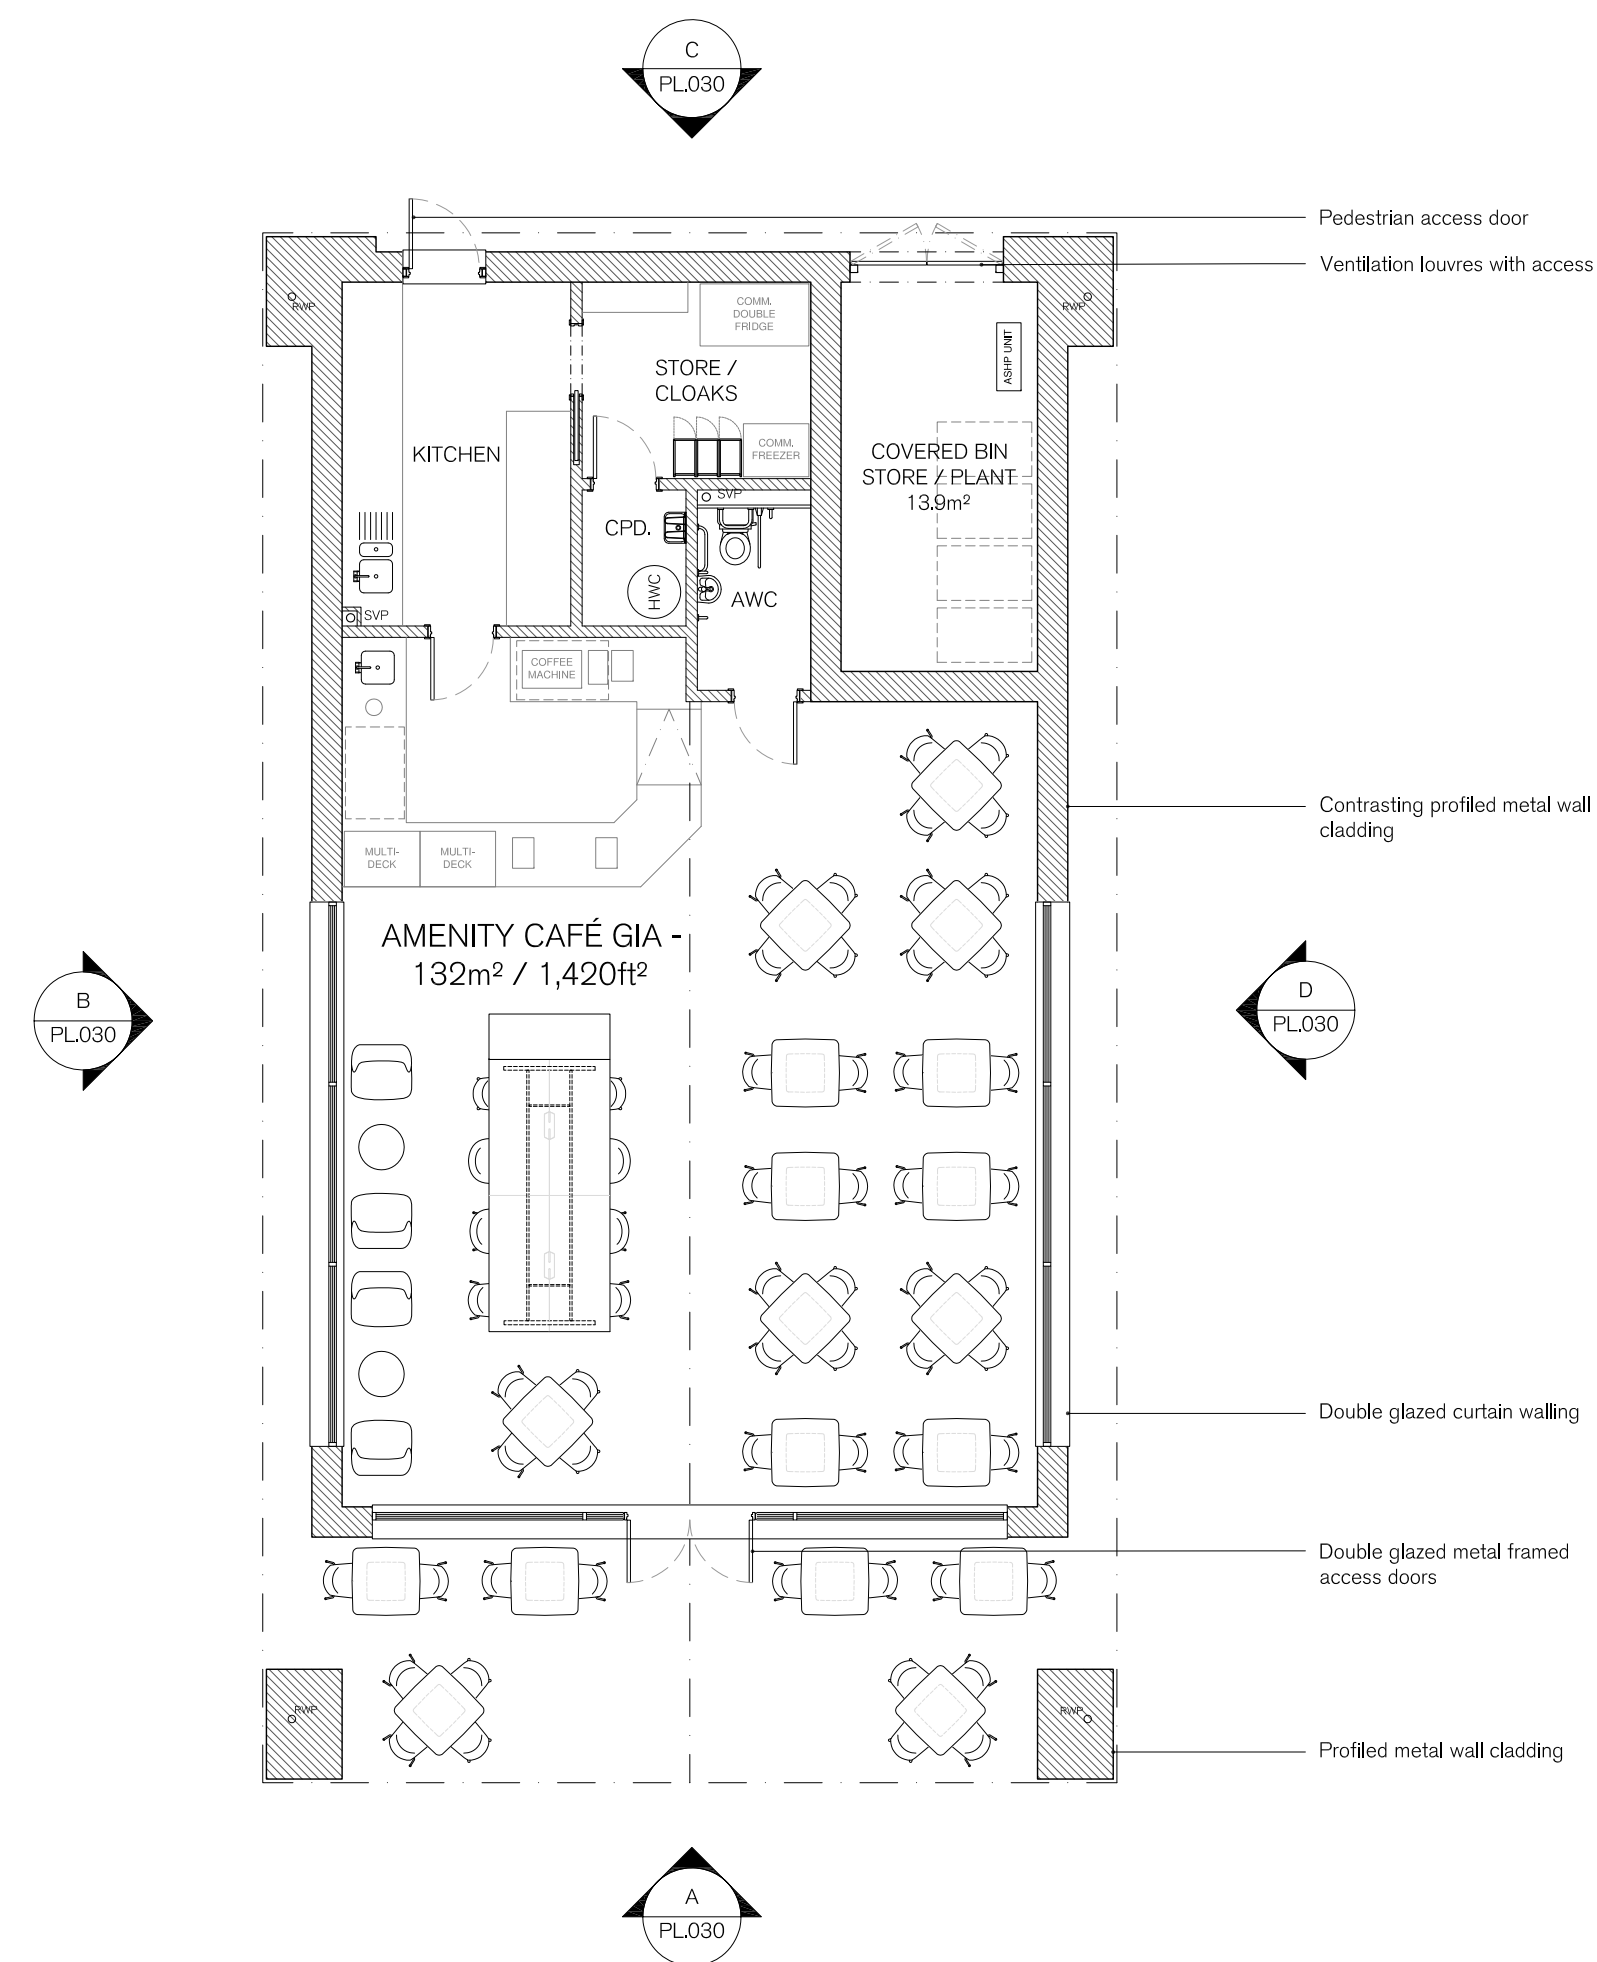 C
PL.030
Pedestrian access door
Ventilation louvres with access
RWP
COMM.
DOUBLE
FRIDGE
RWP
ASHP UNIT
STORE /
CLOAKS
KITCHEN
COMM.
FREEZER
COVERED BIN
STORE / PLANT
13.9m²
SVP
CPD.
HWC
AWC
SVP
COFFEE
MACHINE
Contrasting profiled metal wall
cladding
MULTI-
DECK
MULTI-
DECK
AMENITY CAFÉ GIA -
132m² / 1,420ft²
B
PL.030
D
PL.030
Double glazed curtain walling
Double glazed metal framed
access doors
RWP
RWP
Profiled metal wall cladding
A
PL.030